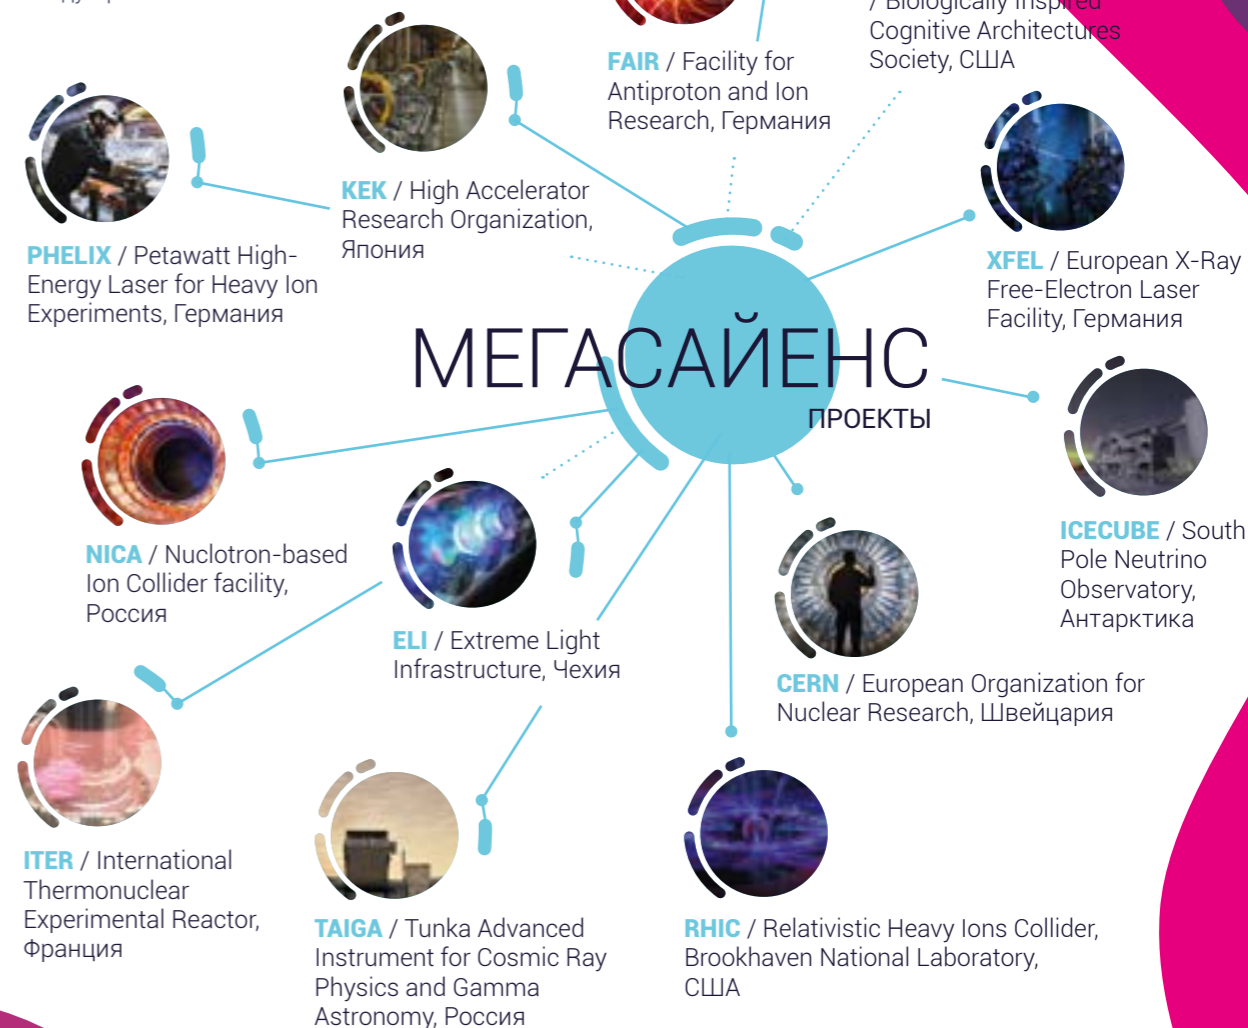 / Biologically Inspired
Cognitive Architectures
Society, США
FAIR / Facility for
Antiproton and Ion
Research, Германия
KEK / High Accelerator
Research Organization,
Япония
PHELIX / Petawatt High-
Energy Laser for Heavy Ion
Experiments, Германия
XFEL / European X-Ray
Free-Electron Laser
Facility, Германия
МЕГАСАЙЕНС
ПРОЕКТЫ
NICA / Nuclotron-based
Ion Collider facility,
Россия
ICECUBE / South
Pole Neutrino
Observatory,
Антарктика
ELI / Extreme Light
Infrastructure, Чехия
CERN / European Organization for
Nuclear Research, Швейцария
ITER / International
Thermonuclear
Experimental Reactor,
Франция
TAIGA / Tunka Advanced
Instrument for Cosmic Ray
Physics and Gamma
Astronomy, Россия
RHIC / Relativistic Heavy Ions Collider,
Brookhaven National Laboratory,
США